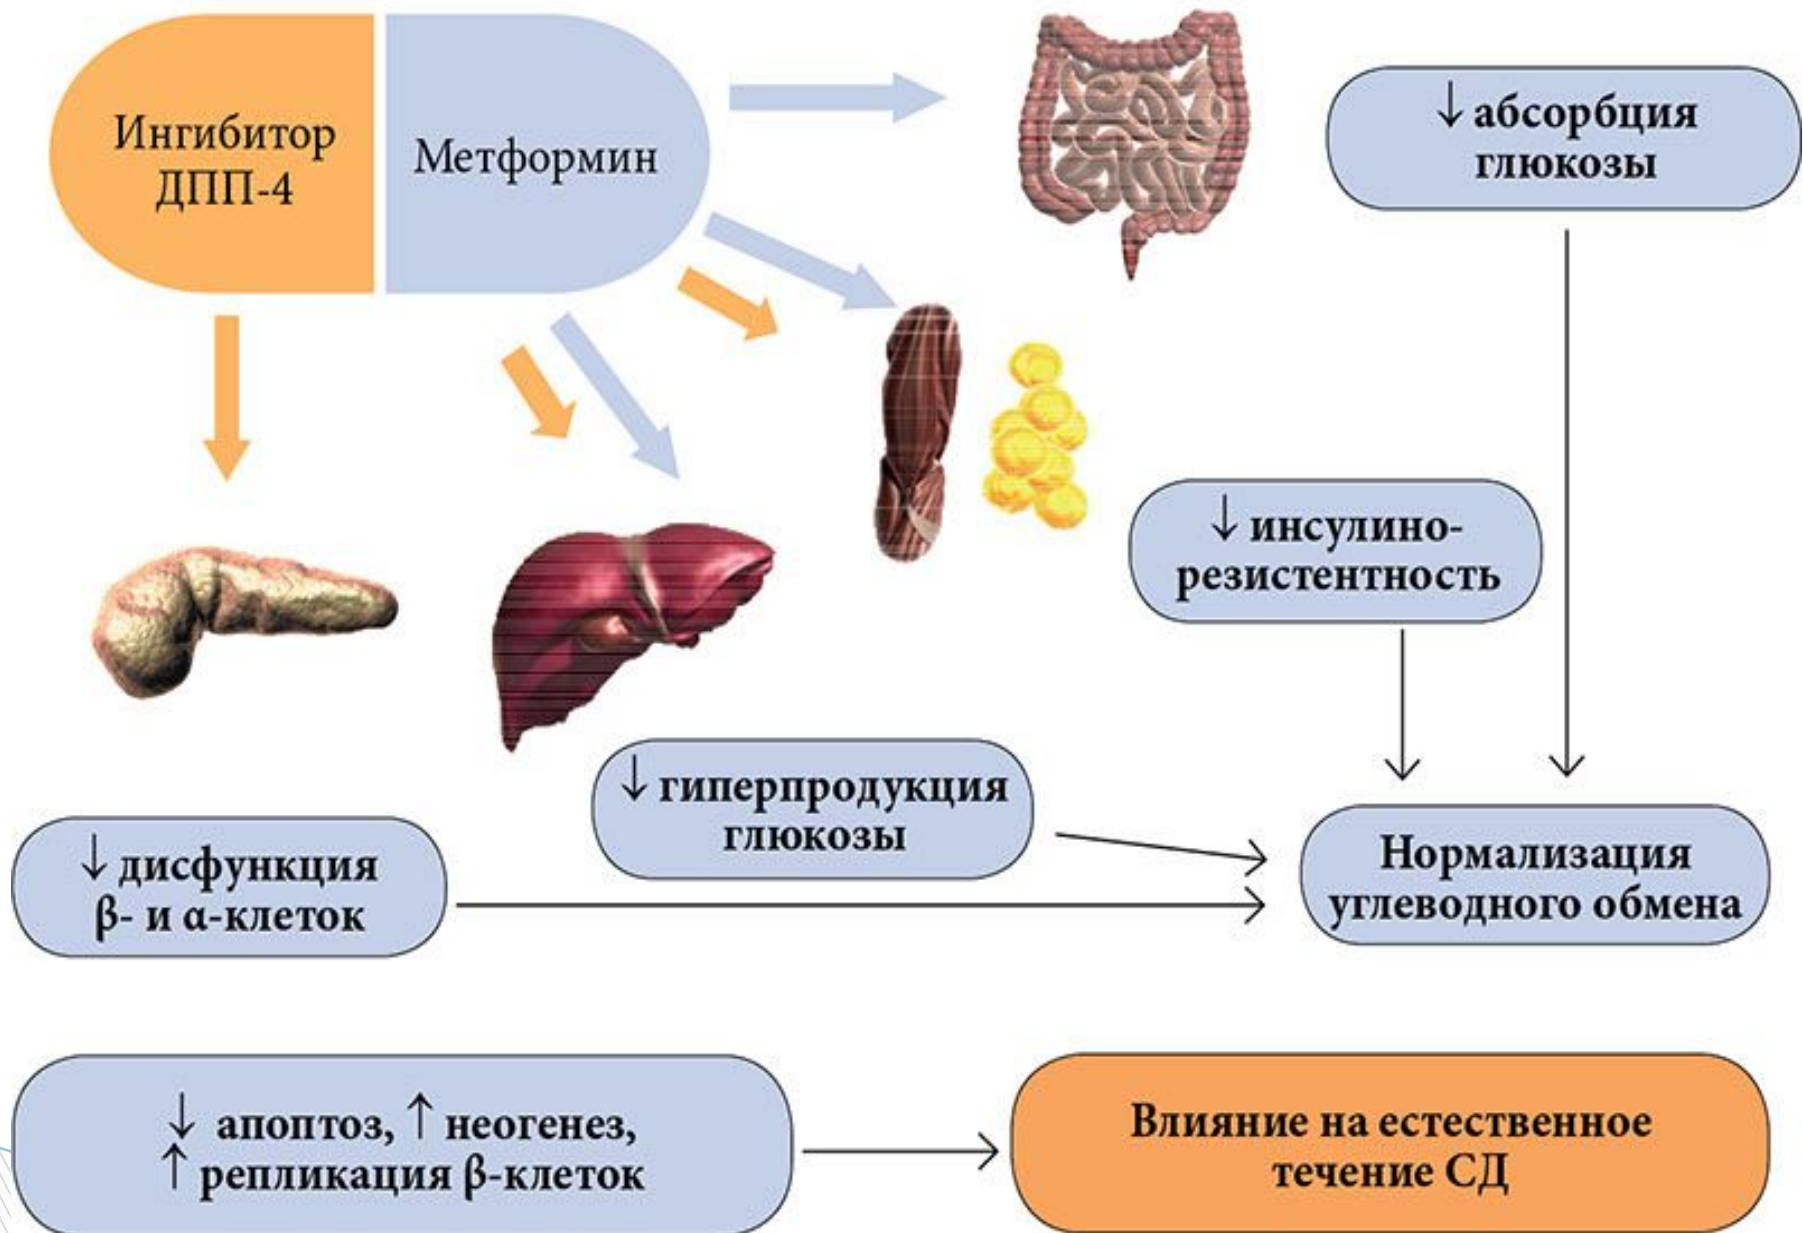 Ингибитор
ДПП-4
Метформин
↓ абсорбция
глюкозы
↓ инсулино-
резистентность
↓ гиперпродукция
глюкозы
↓ дисфункция
β- и α-клеток
Нормализация
углеводного обмена
↓ апоптоз, ↑ неогенез,
↑ репликация β-клеток
Влияние на естественное
течение СД